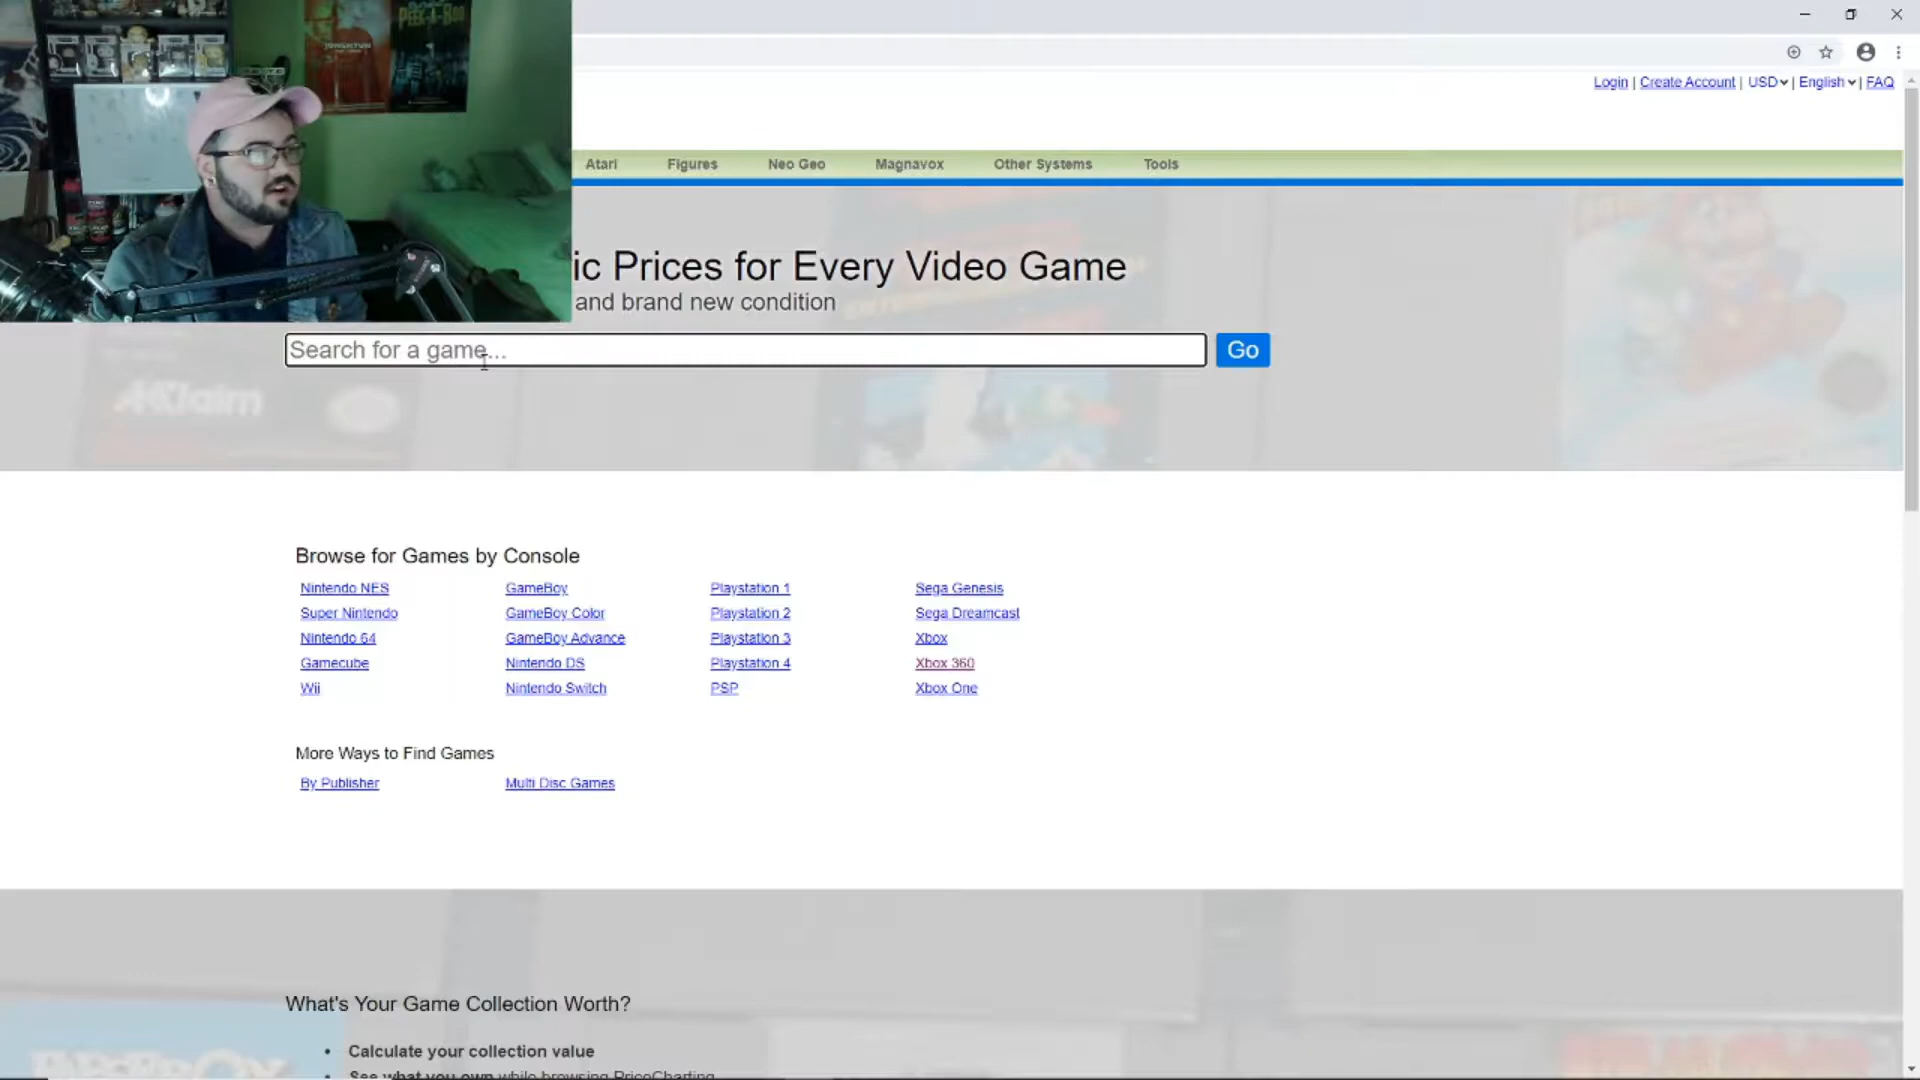 PEEK-A-BOO
Login | Create Account | USD | English | FAQ
Atari Figures Neo Geo Magnavox Other Systems Tools
ic Prices for Every Video Game
and brand new condition
Search for a game...
Go
AKlaim
Browse for Games by Console
Nintendo NES GameBoy Playstation 1 Sega Genesis
Super Nintendo GameBoy Color Playstation 2 Sega Dreamcast
Nintendo 64 GameBoy Advance Playstation 3 Xbox
Gamecube Nintendo DS Playstation 4 Xbox 360
Wii Nintendo Switch PSP Xbox One
More Ways to Find Games
By Publisher Multi Disc Games
What's Your Game Collection Worth?
• Calculate your collection value
• See what you own while browsing PriceCharting